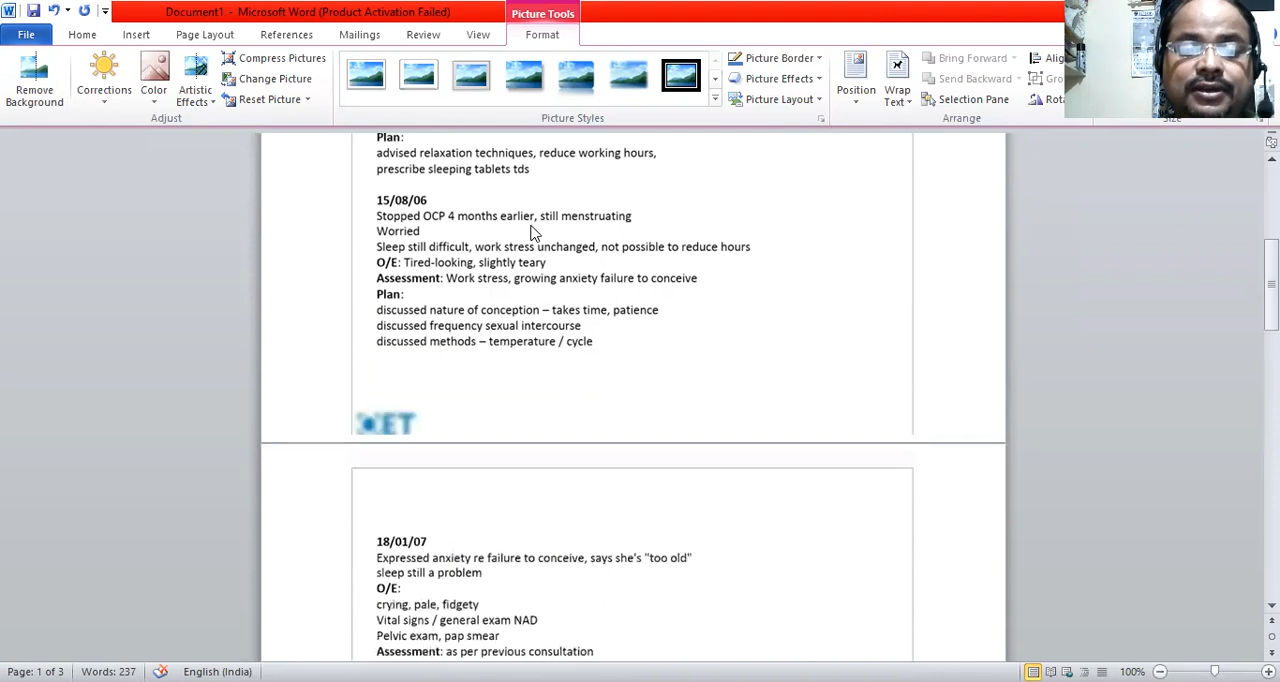 Document1 - Microsoft Word (Product Activation Failed)
Picture Tools
File
Home
Insert
Page Layout
References
Mailings
Review
View
Format
Remove Background
Corrections
Color
Artistic Effects
Compress Pictures
Change Picture
Reset Picture
Adjust
Picture Styles
Picture Border
Picture Effects
Picture Layout
Position
Wrap Text
Bring Forward
Send Backward
Selection Pane
Arrange
Plan:
advised relaxation techniques, reduce working hours,
prescribe sleeping tablets tds
15/08/06
Stopped OCP 4 months earlier, still menstruating
Worried
Sleep still difficult, work stress unchanged, not possible to reduce hours
O/E: Tired-looking, slightly teary
Assessment: Work stress, growing anxiety failure to conceive
Plan:
discussed nature of conception – takes time, patience
discussed frequency sexual intercourse
discussed methods – temperature / cycle
18/01/07
Expressed anxiety re failure to conceive, says she's "too old"
sleep still a problem
O/E:
crying, pale, fidgety
Vital signs / general exam NAD
Pelvic exam, pap smear
Assessment: as per previous consultation
Page: 1 of 3
Words: 237
English (India)
100%